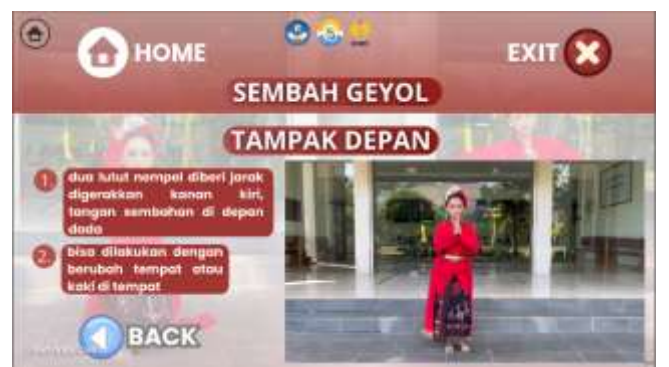 HOME
EXIT
SEMBAH GEYOL
TAMPAK DEPAN
1. dua lutut nempel diberi jarak
digerakkan kanan kiri,
tangan sembahan di depan
dada
2. bisa dilakukan dengan
berubah tempat atau
kaki di tempat
BACK